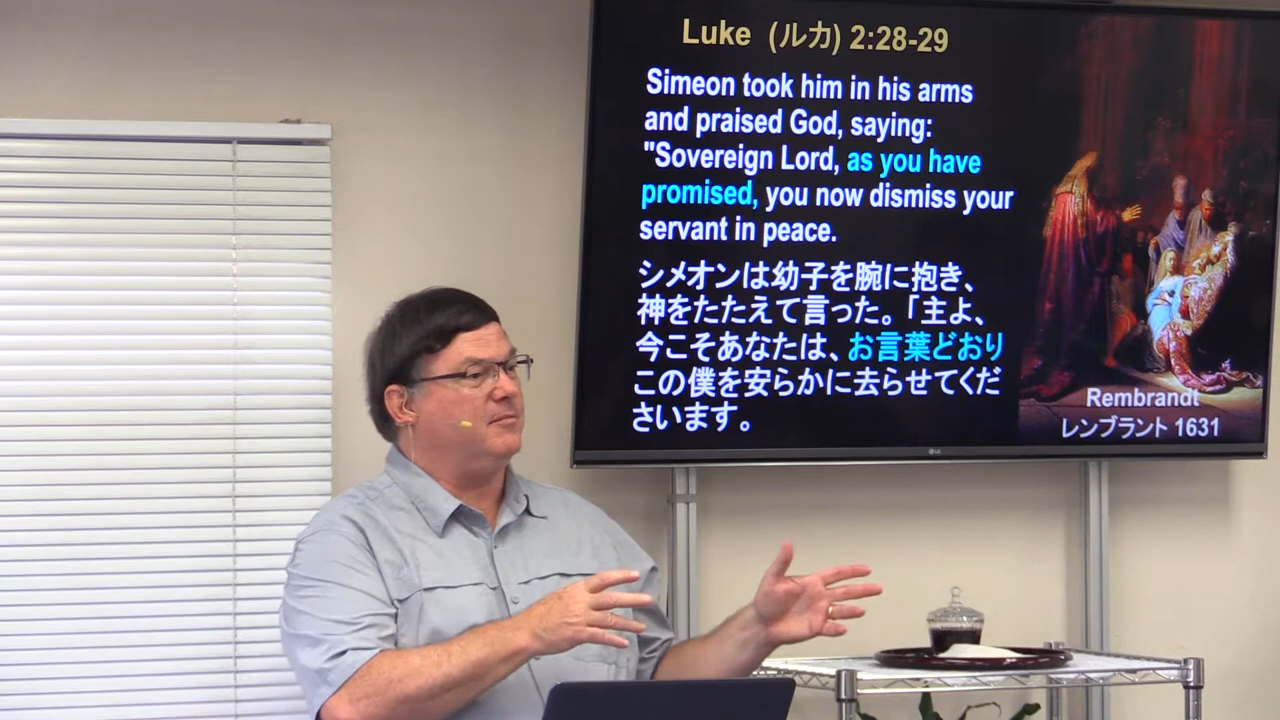 Luke (ルカ) 2:28-29
Simeon took him in his arms
and praised God, saying:
"Sovereign Lord, as you have
promised, you now dismiss your
servant in peace.
シメオンは幼子を腕に抱き、
神をたたえて言った。「主よ、
今こそあなたは、お言葉どおり
この僕を安らかに去らせてくだ
さいます。
Rembrandt
レンブラント 1631
LG